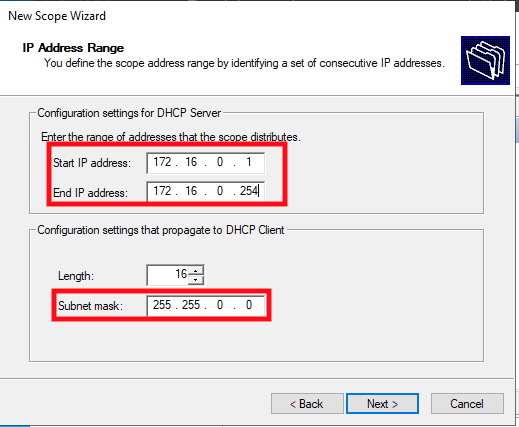 New Scope Wizard
IP Address Range
You define the scope address range by identifying a set of consecutive IP addresses.
Configuration settings for DHCP Server
Enter the range of addresses that the scope distributes.
Start IP address: 172 . 16 . 0 . 1
End IP address: 172 . 16 . 0 . 254
Configuration settings that propagate to DHCP Client
Length: 16
Subnet mask: 255 . 255 . 0 . 0
< Back Next > Cancel